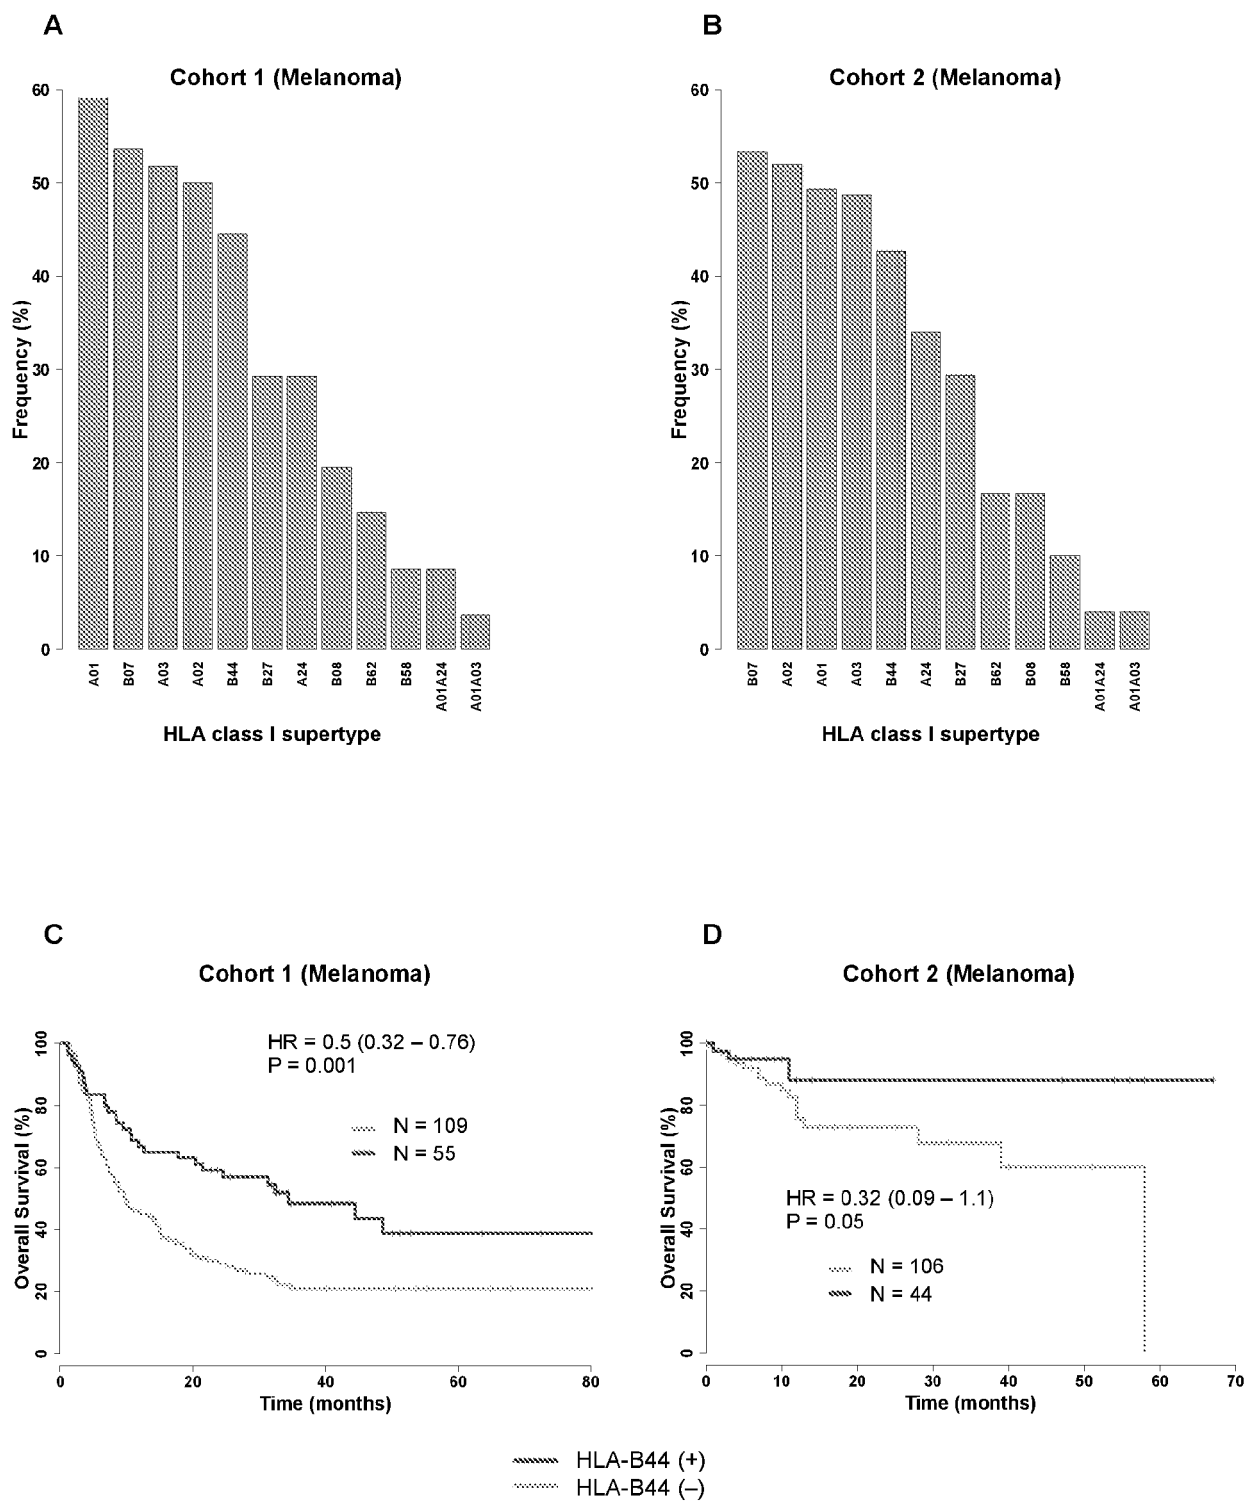 A
Cohort 1 (Melanoma)
Frequency (%)
60
50
40
30
20
10
0
A01 B07 A03 A02 B44 B27 A24 B08 B62 B58 A01A24 A01A03
HLA class I supertype
B
Cohort 2 (Melanoma)
Frequency (%)
60
50
40
30
20
10
0
B07 A02 A01 A03 B44 A24 B27 B62 B08 B58 A01A24 A01A03
HLA class I supertype
C
Cohort 1 (Melanoma)
Overall Survival (%)
100
80
60
40
20
0
HR = 0.5 (0.32 – 0.76)
P = 0.001
N = 109
N = 55
0 20 40 60 80
Time (months)
D
Cohort 2 (Melanoma)
Overall Survival (%)
100
80
60
40
20
0
HR = 0.32 (0.09 – 1.1)
P = 0.05
N = 106
N = 44
0 10 20 30 40 50 60 70
Time (months)
HLA-B44 (+)
HLA-B44 (–)